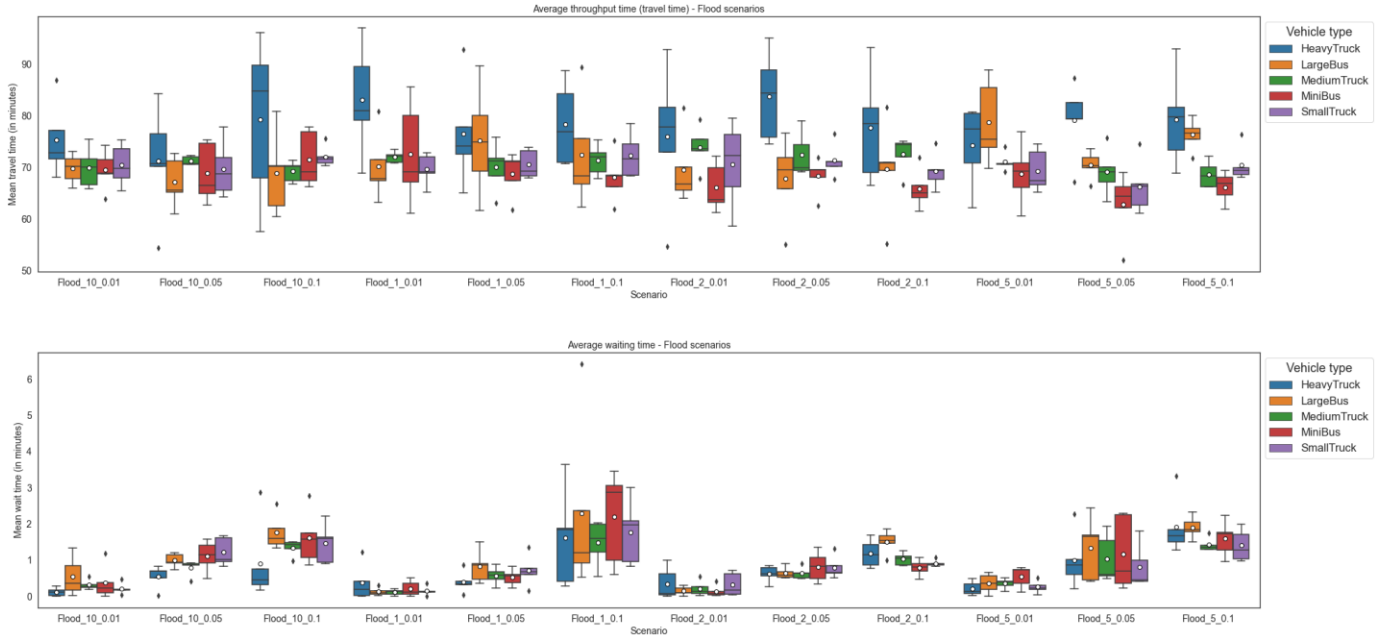 Average throughput time (travel time) - Flood scenarios
Mean travel time (in minutes)
90
80
70
60
50
Flood_10_0.01 Flood_10_0.05 Flood_10_0.1 Flood_1_0.01 Flood_1_0.05 Flood_1_0.1 Flood_2_0.01 Flood_2_0.05 Flood_2_0.1 Flood_5_0.01 Flood_5_0.05 Flood_5_0.1
Scenario
Vehicle type
HeavyTruck
LargeBus
MediumTruck
MiniBus
SmallTruck
Average waiting time - Flood scenarios
Mean wait time (in minutes)
6
5
4
3
2
1
0
Flood_10_0.01 Flood_10_0.05 Flood_10_0.1 Flood_1_0.01 Flood_1_0.05 Flood_1_0.1 Flood_2_0.01 Flood_2_0.05 Flood_2_0.1 Flood_5_0.01 Flood_5_0.05 Flood_5_0.1
Scenario
Vehicle type
HeavyTruck
LargeBus
MediumTruck
MiniBus
SmallTruck